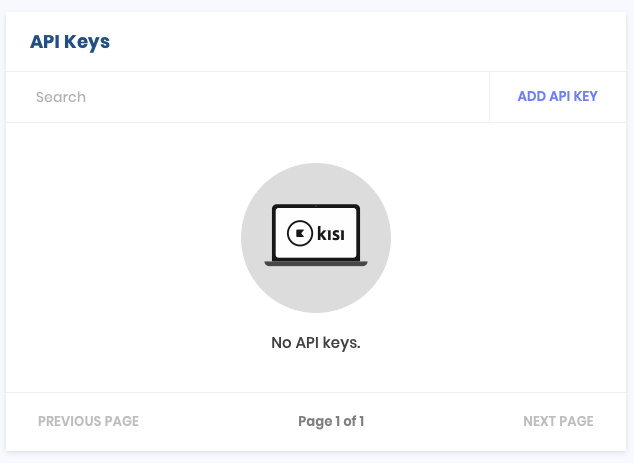 API Keys
Search
ADD API KEY
kisi
No API keys.
PREVIOUS PAGE
Page 1 of 1
NEXT PAGE